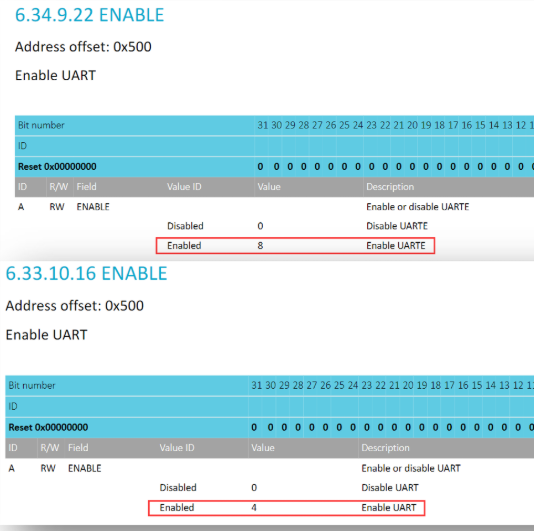 6.34.9.22 ENABLE
Address offset: 0x500
Enable UART
Bit number 31 30 29 28 27 26 25 24 23 22 21 20 19 18 17 16 15 14 13 12
ID
Reset 0x00000000 0 0 0 0 0 0 0 0 0 0 0 0 0 0 0 0 0 0 0 0
ID R/W Field Value ID Value Description
A RW ENABLE Enable or disable UARTE
Disabled 0 Disable UARTE
Enabled 8 Enable UARTE
6.33.10.16 ENABLE
Address offset: 0x500
Enable UART
Bit number 31 30 29 28 27 26 25 24 23 22 21 20 19 18 17 16 15 14 13 12
ID
Reset 0x00000000 0 0 0 0 0 0 0 0 0 0 0 0 0 0 0 0 0 0 0 0
ID R/W Field Value ID Value Description
A RW ENABLE Enable or disable UART
Disabled 0 Disable UART
Enabled 4 Enable UART